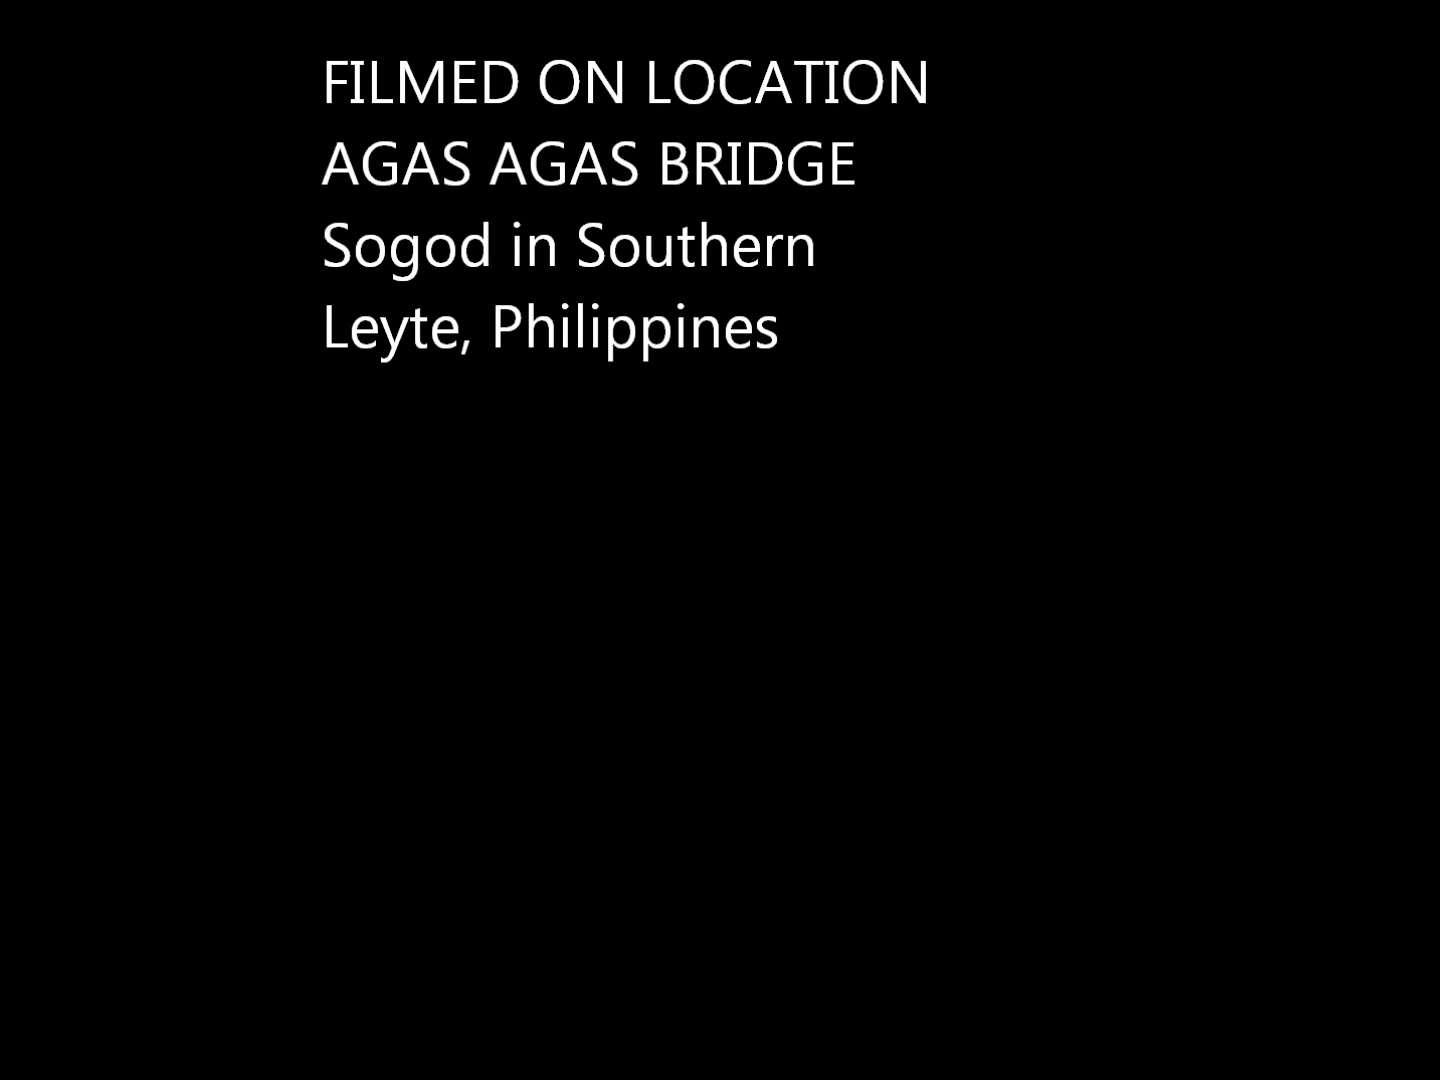 FILMED ON LOCATION
AGAS AGAS BRIDGE
Sogod in Southern
Leyte, Philippines